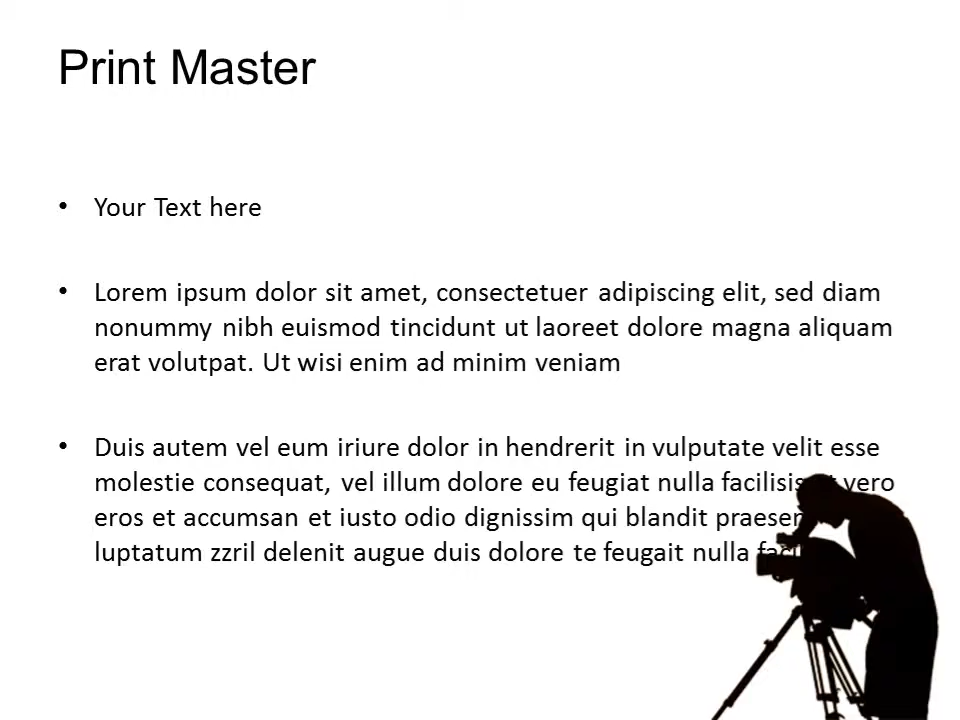 Print Master
• Your Text here
• Lorem ipsum dolor sit amet, consectetuer adipiscing elit, sed diam
nonummy nibh euismod tincidunt ut laoreet dolore magna aliquam
erat volutpat. Ut wisi enim ad minim veniam
• Duis autem vel eum iriure dolor in hendrerit in vulputate velit esse
molestie consequat, vel illum dolore eu feugiat nulla facilisis vero
eros et accumsan et iusto odio dignissim qui blandit
luptatum zzril delenit augue duis dolore te feugait nulla